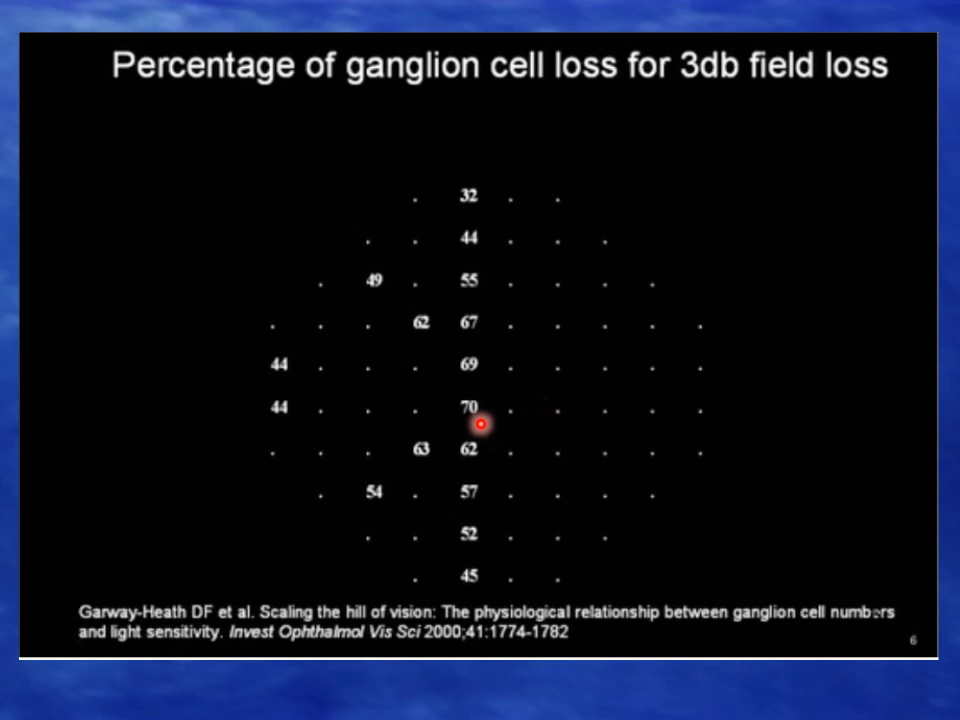 Percentage of ganglion cell loss for 3db field loss
. 32 . .
. . 44 . . .
. 49 . 55 . . . .
. . . 62 67 . . . . .
44 . . . 69 . . . . .
44 . . . 70 . . . . .
. . . 63 62 . . . . .
. 54 . 57 . . . .
. . 52 . . .
. 45 . .
Garway-Heath DF et al. Scaling the hill of vision: The physiological relationship between ganglion cell numbers
and light sensitivity. Invest Ophthalmol Vis Sci 2000;41:1774-1782
6